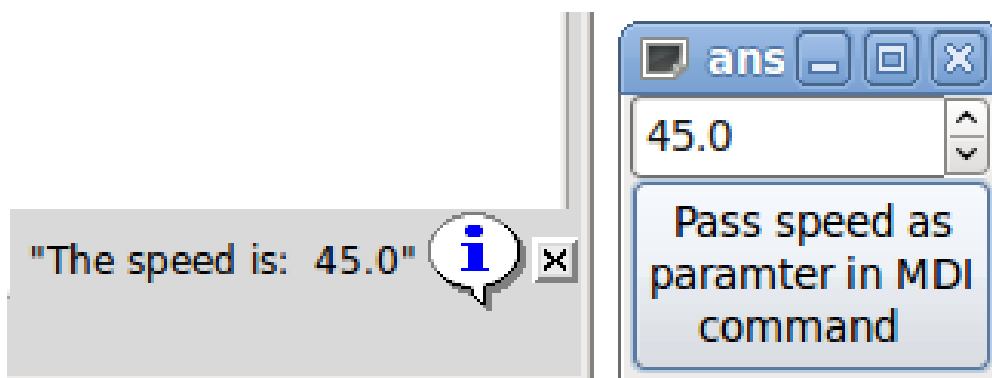 "The speed is:  45.0"
i
ans
45.0
Pass speed as
paramter in MDI
command